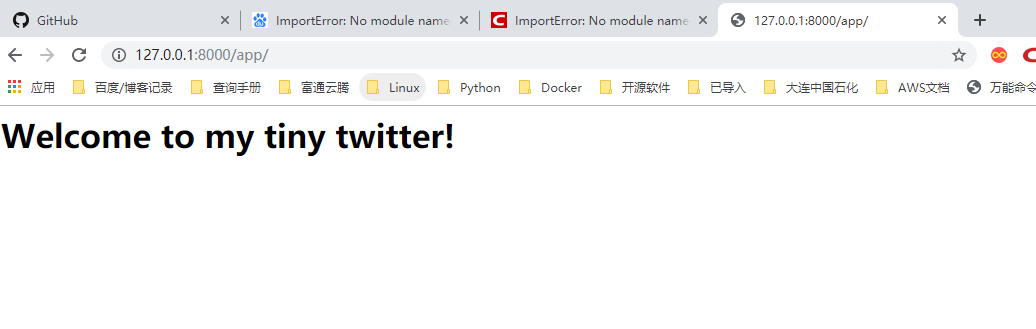 GitHub
ImportError: No module name
ImportError: No module name
127.0.0.1:8000/app/
127.0.0.1:8000/app/
应用 百度/博客记录 查询手册 富通云腾 Linux Python Docker 开源软件 已导入 大连中国石化 AWS文档 万能命令
Welcome to my tiny twitter!